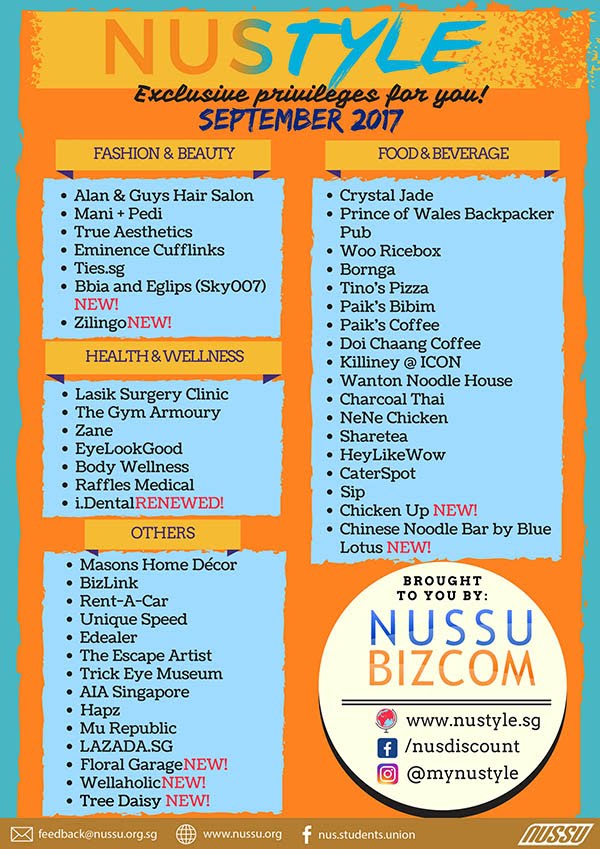 NUSTYLE
Exclusive privileges for you!
SEPTEMBER 2017
FASHION & BEAUTY
• Alan & Guys Hair Salon
• Mani + Pedi
• True Aesthetics
• Eminence Cufflinks
• Ties.sg
• Bbia and Eglips (Sky007)
NEW!
• ZilingoNEW!
HEALTH & WELLNESS
• Lasik Surgery Clinic
• The Gym Armoury
• Zane
• EyeLookGood
• Body Wellness
• Raffles Medical
• i.DentalRENEWED!
OTHERS
• Masons Home Décor
• BizLink
• Rent-A-Car
• Unique Speed
• Edealer
• The Escape Artist
• Trick Eye Museum
• AIA Singapore
• Hapz
• Mu Republic
• LAZADA.SG
• Floral GarageNEW!
• WellaholicNEW!
• Tree Daisy NEW!
FOOD & BEVERAGE
• Crystal Jade
• Prince of Wales Backpacker
Pub
• Woo Ricebox
• Bornga
• Tino's Pizza
• Paik's Bibim
• Paik's Coffee
• Doi Chaang Coffee
• Killiney @ ICON
• Wanton Noodle House
• Charcoal Thai
• NeNe Chicken
• Sharetea
• HeyLikeWow
• CaterSpot
• Sip
• Chicken Up NEW!
• Chinese Noodle Bar by Blue
Lotus NEW!
BROUGHT
TO YOU BY:
NUSSU
BIZCOM
www.nustyle.sg
/nusdiscount
@mynustyle
feedback@nussu.org.sg
www.nussu.org
nus.students.union
NUSSU